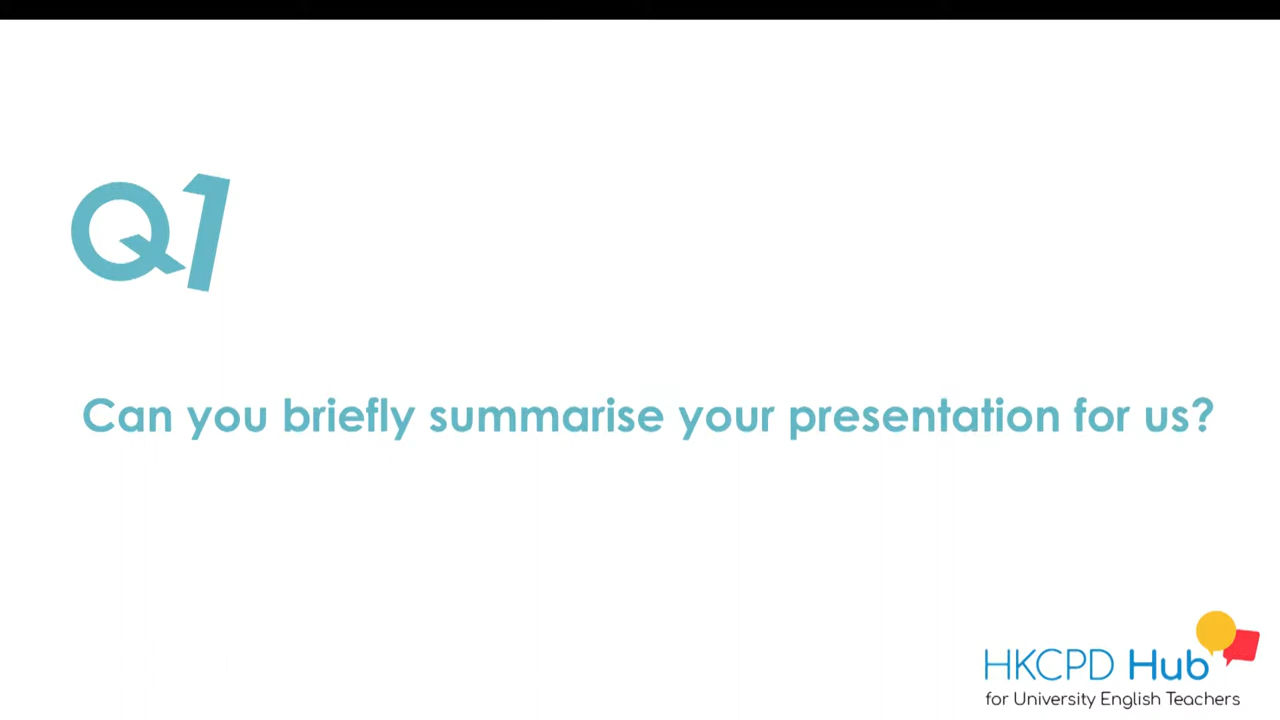 Q1
Can you briefly summarise your presentation for us?
HKCPD Hub
for University English Teachers